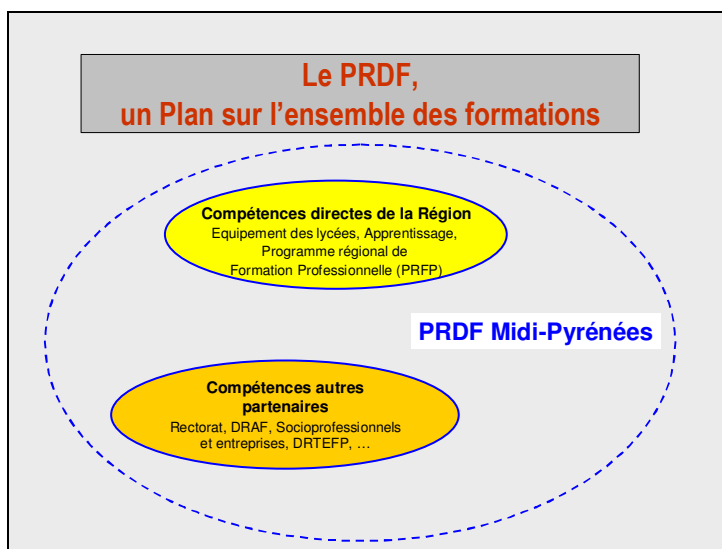 Le PRDF,
un Plan sur l'ensemble des formations
Compétences directes de la Région
Equipement des lycées, Apprentissage,
Programme régional de
Formation Professionnelle (PRFP)
PRDF Midi-Pyrénées
Compétences autres
partenaires
Rectorat, DRAF, Socioprofessionnels
et entreprises, DRTEFP, ...